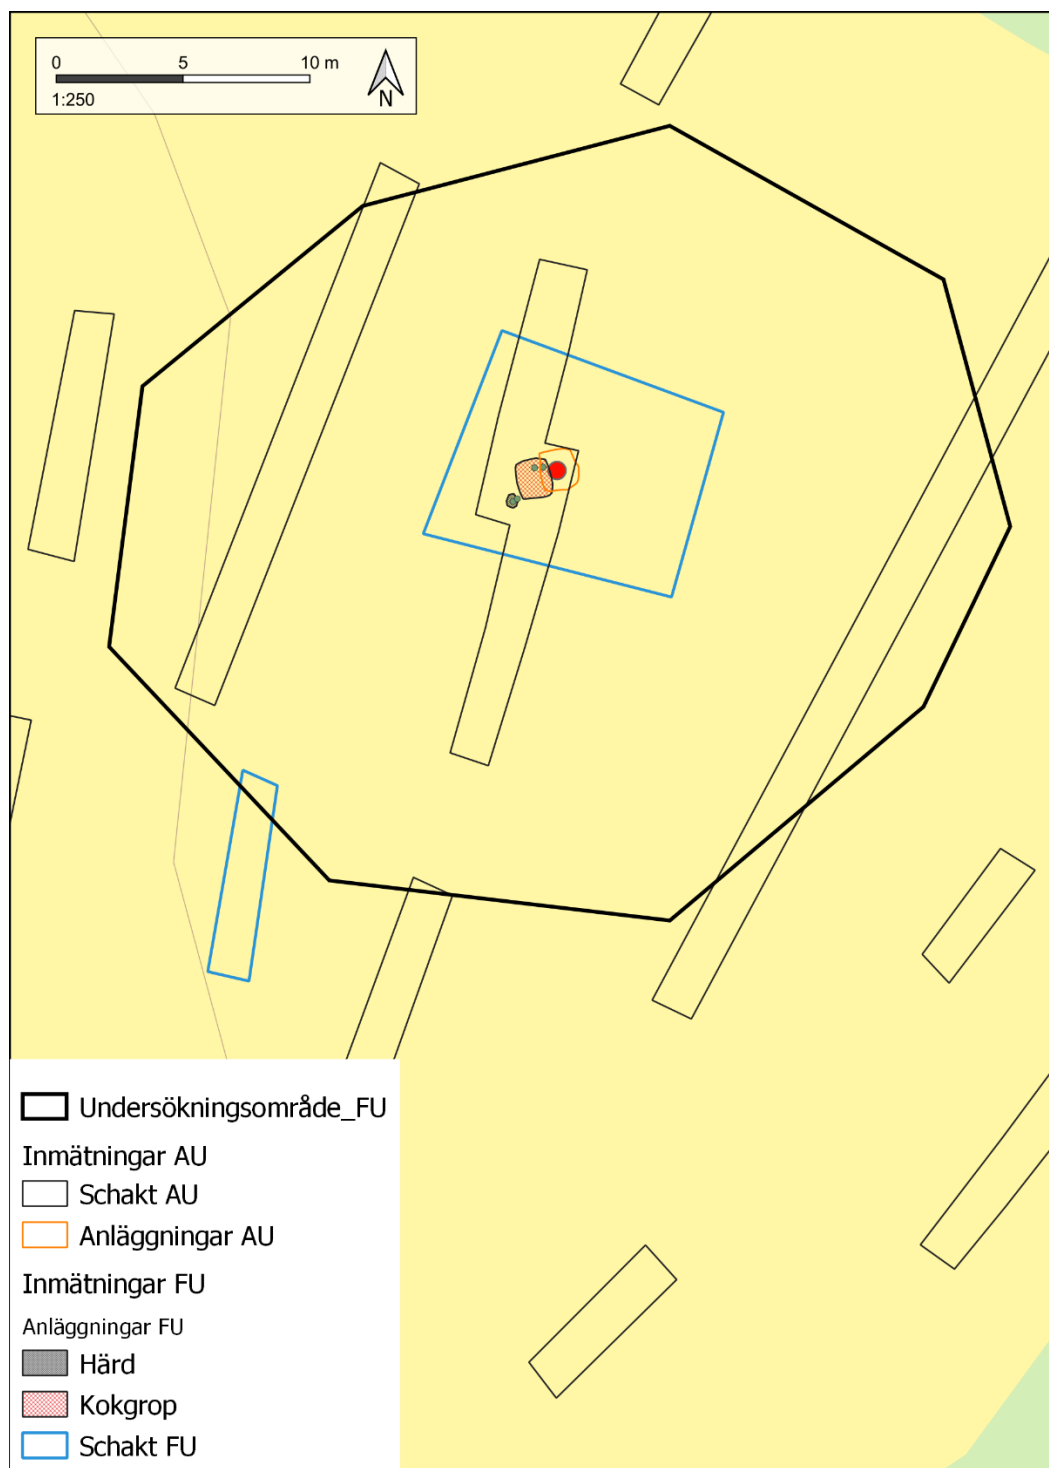 0 5 10 m
1:250
N
Undersökningsområde_FU
Inmätningar AU
Schakt AU
Anläggningar AU
Inmätningar FU
Anläggningar FU
Härd
Kokgrop
Schakt FU